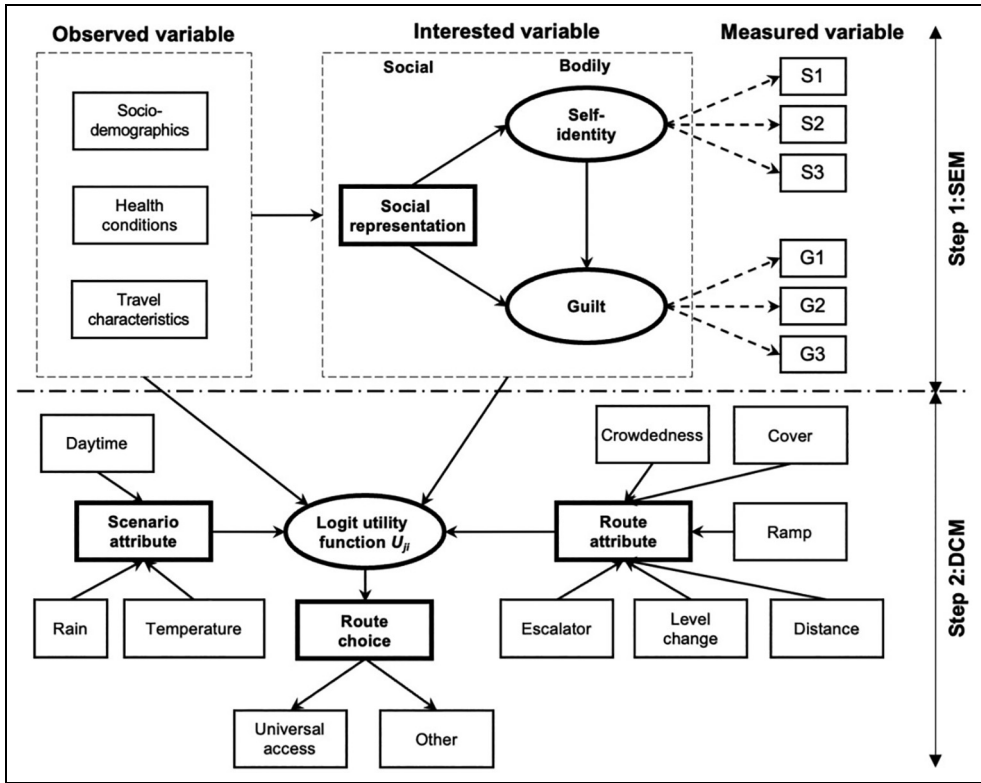 Observed variable
Interested variable
Measured variable
Social
Bodily
Socio-
demographics
Health
conditions
Travel
characteristics
Social
representation
Self-
identity
Guilt
S1
S2
S3
G1
G2
G3
Step 1:SEM
Daytime
Scenario
attribute
Rain
Temperature
Logit utility
function Uji
Route
choice
Universal
access
Other
Crowdedness
Cover
Route
attribute
Ramp
Escalator
Level
change
Distance
Step 2:DCM